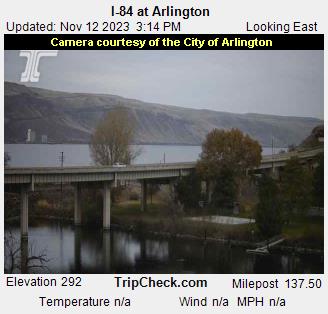 I-84 at Arlington
Updated: Nov 12 2023 3:14 PM Looking East
Camera courtesy of the City of Arlington
Elevation 292 TripCheck.com Milepost 137.50
Temperature n/a Wind n/a MPH n/a